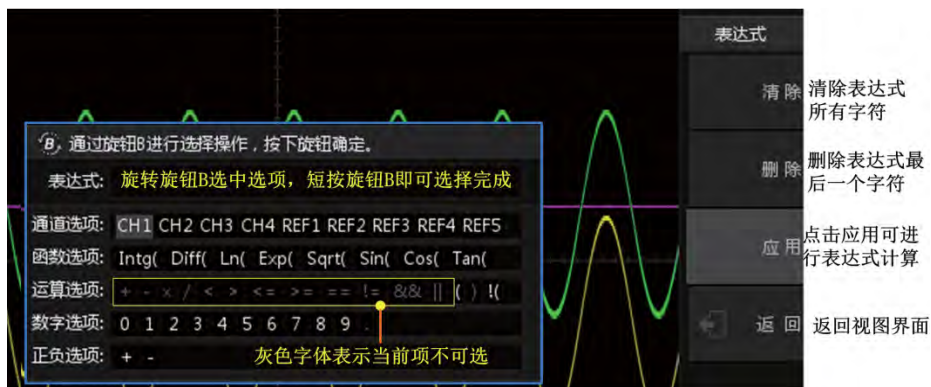 表达式
清除
清除表达式
所有字符
B, 通过旋钮B进行选择操作，按下旋钮确定。
删除
删除表达式最
后一个字符
表达式: 旋转旋钮B选中选项，短按旋钮B即可选择完成
通道选项: CH1 CH2 CH3 CH4 REF1 REF2 REF3 REF4 REF5
应用
点击应用可进
行表达式计算
函数选项: Intg( Diff( Ln( Exp( Sqrt( Sin( Cos( Tan(
运算选项: + - × / < > <= >= == != && || ( ) !(
数字选项: 0 1 2 3 4 5 6 7 8 9 .
返回
返回视图界面
正负选项: + -
灰色字体表示当前项不可选